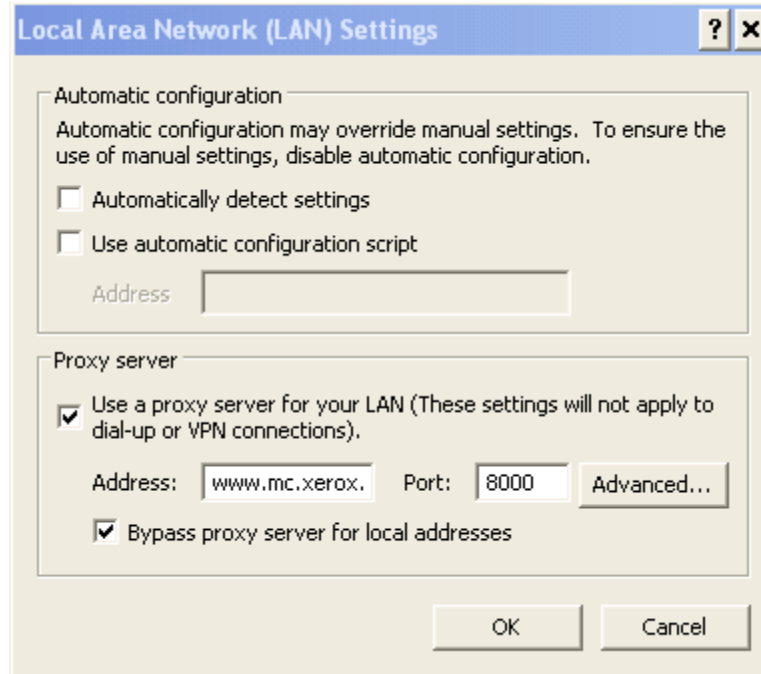 Local Area Network (LAN) Settings
Automatic configuration
Automatic configuration may override manual settings. To ensure the
use of manual settings, disable automatic configuration.
Automatically detect settings
Use automatic configuration script
Address
Proxy server
Use a proxy server for your LAN (These settings will not apply to
dial-up or VPN connections).
Address: www.mc.xerox. Port: 8000 Advanced...
Bypass proxy server for local addresses
OK Cancel